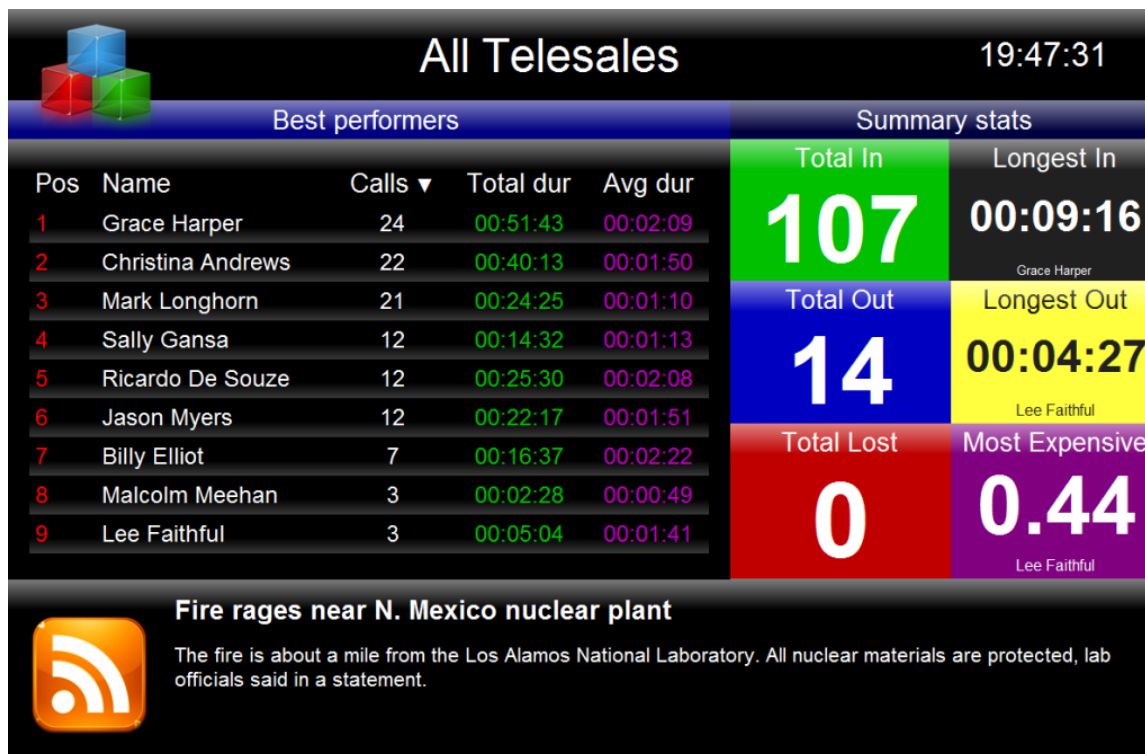 All Telesales
19:47:31
Best performers
Summary stats
Pos Name Calls ▼ Total dur Avg dur
1 Grace Harper 24 00:51:43 00:02:09
2 Christina Andrews 22 00:40:13 00:01:50
3 Mark Longhorn 21 00:24:25 00:01:10
4 Sally Gansa 12 00:14:32 00:01:13
5 Ricardo De Souze 12 00:25:30 00:02:08
6 Jason Myers 12 00:22:17 00:01:51
7 Billy Elliot 7 00:16:37 00:02:22
8 Malcolm Meehan 3 00:02:28 00:00:49
9 Lee Faithful 3 00:05:04 00:01:41
Total In
107
Longest In
00:09:16
Grace Harper
Total Out
14
Longest Out
00:04:27
Lee Faithful
Total Lost
0
Most Expensive
0.44
Lee Faithful
Fire rages near N. Mexico nuclear plant
The fire is about a mile from the Los Alamos National Laboratory. All nuclear materials are protected, lab
officials said in a statement.